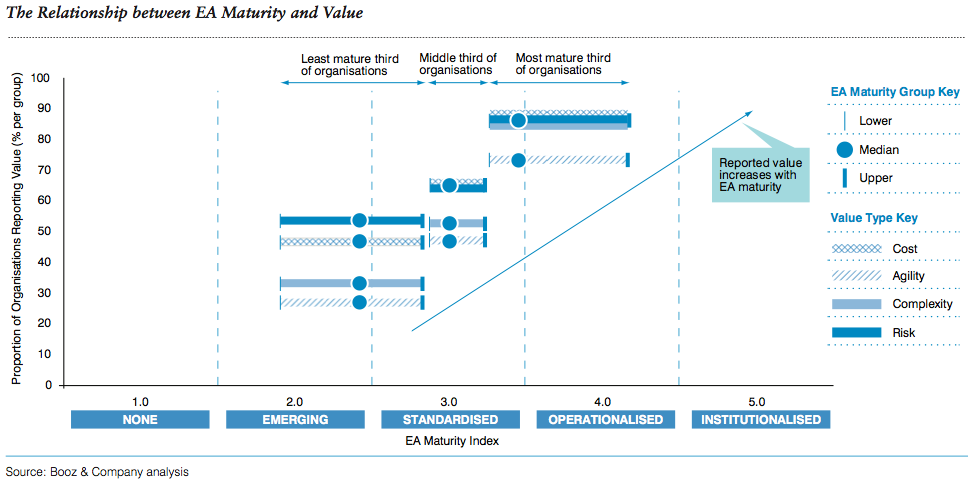 The Relationship between EA Maturity and Value
Least mature third
of organisations
Middle third of
organisations
Most mature third
of organisations
Proportion of Organisations Reporting Value (% per group)
100
90
80
70
60
50
40
30
20
10
0
Reported value
increases with
EA maturity
EA Maturity Group Key
Lower
Median
Upper
Value Type Key
Cost
Agility
Complexity
Risk
1.0 2.0 3.0 4.0 5.0
NONE EMERGING STANDARDISED OPERATIONALISED INSTITUTIONALISED
EA Maturity Index
Source: Booz & Company analysis